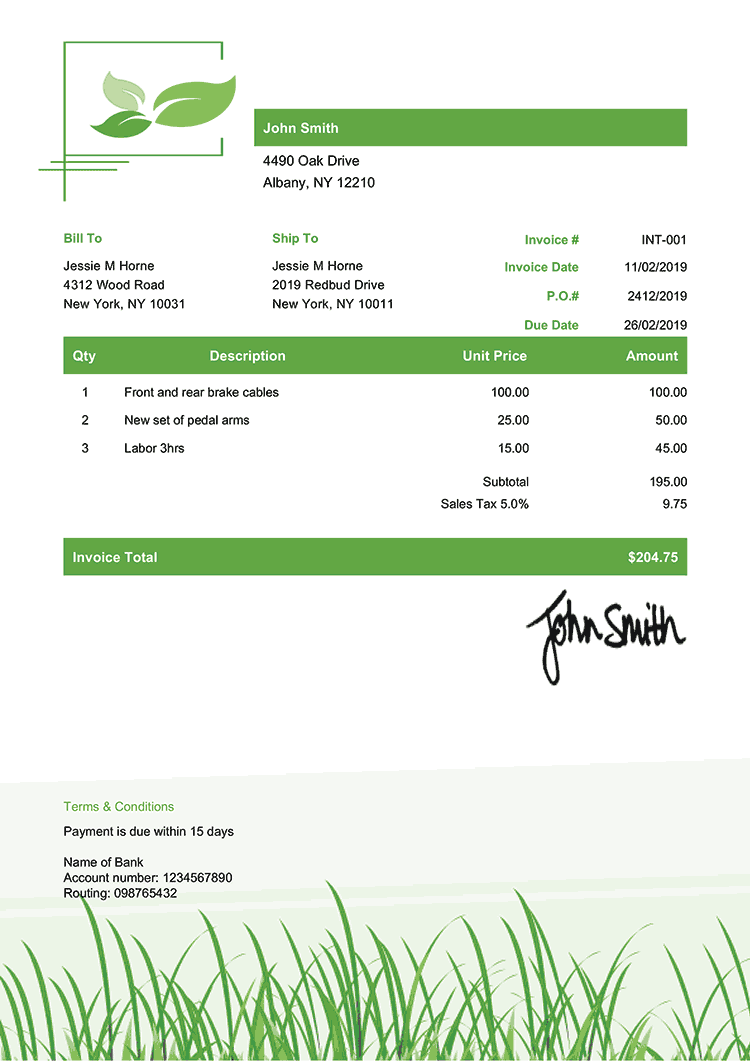 John Smith
4490 Oak Drive
Albany, NY 12210
Bill To
Jessie M Horne
4312 Wood Road
New York, NY 10031
Ship To
Jessie M Horne
2019 Redbud Drive
New York, NY 10011
Invoice # INT-001
Invoice Date 11/02/2019
P.O.# 2412/2019
Due Date 26/02/2019
Qty Description Unit Price Amount
1 Front and rear brake cables 100.00 100.00
2 New set of pedal arms 25.00 50.00
3 Labor 3hrs 15.00 45.00
Subtotal 195.00
Sales Tax 5.0% 9.75
Invoice Total $204.75
John Smith
Terms & Conditions
Payment is due within 15 days
Name of Bank
Account number: 1234567890
Routing: 098765432